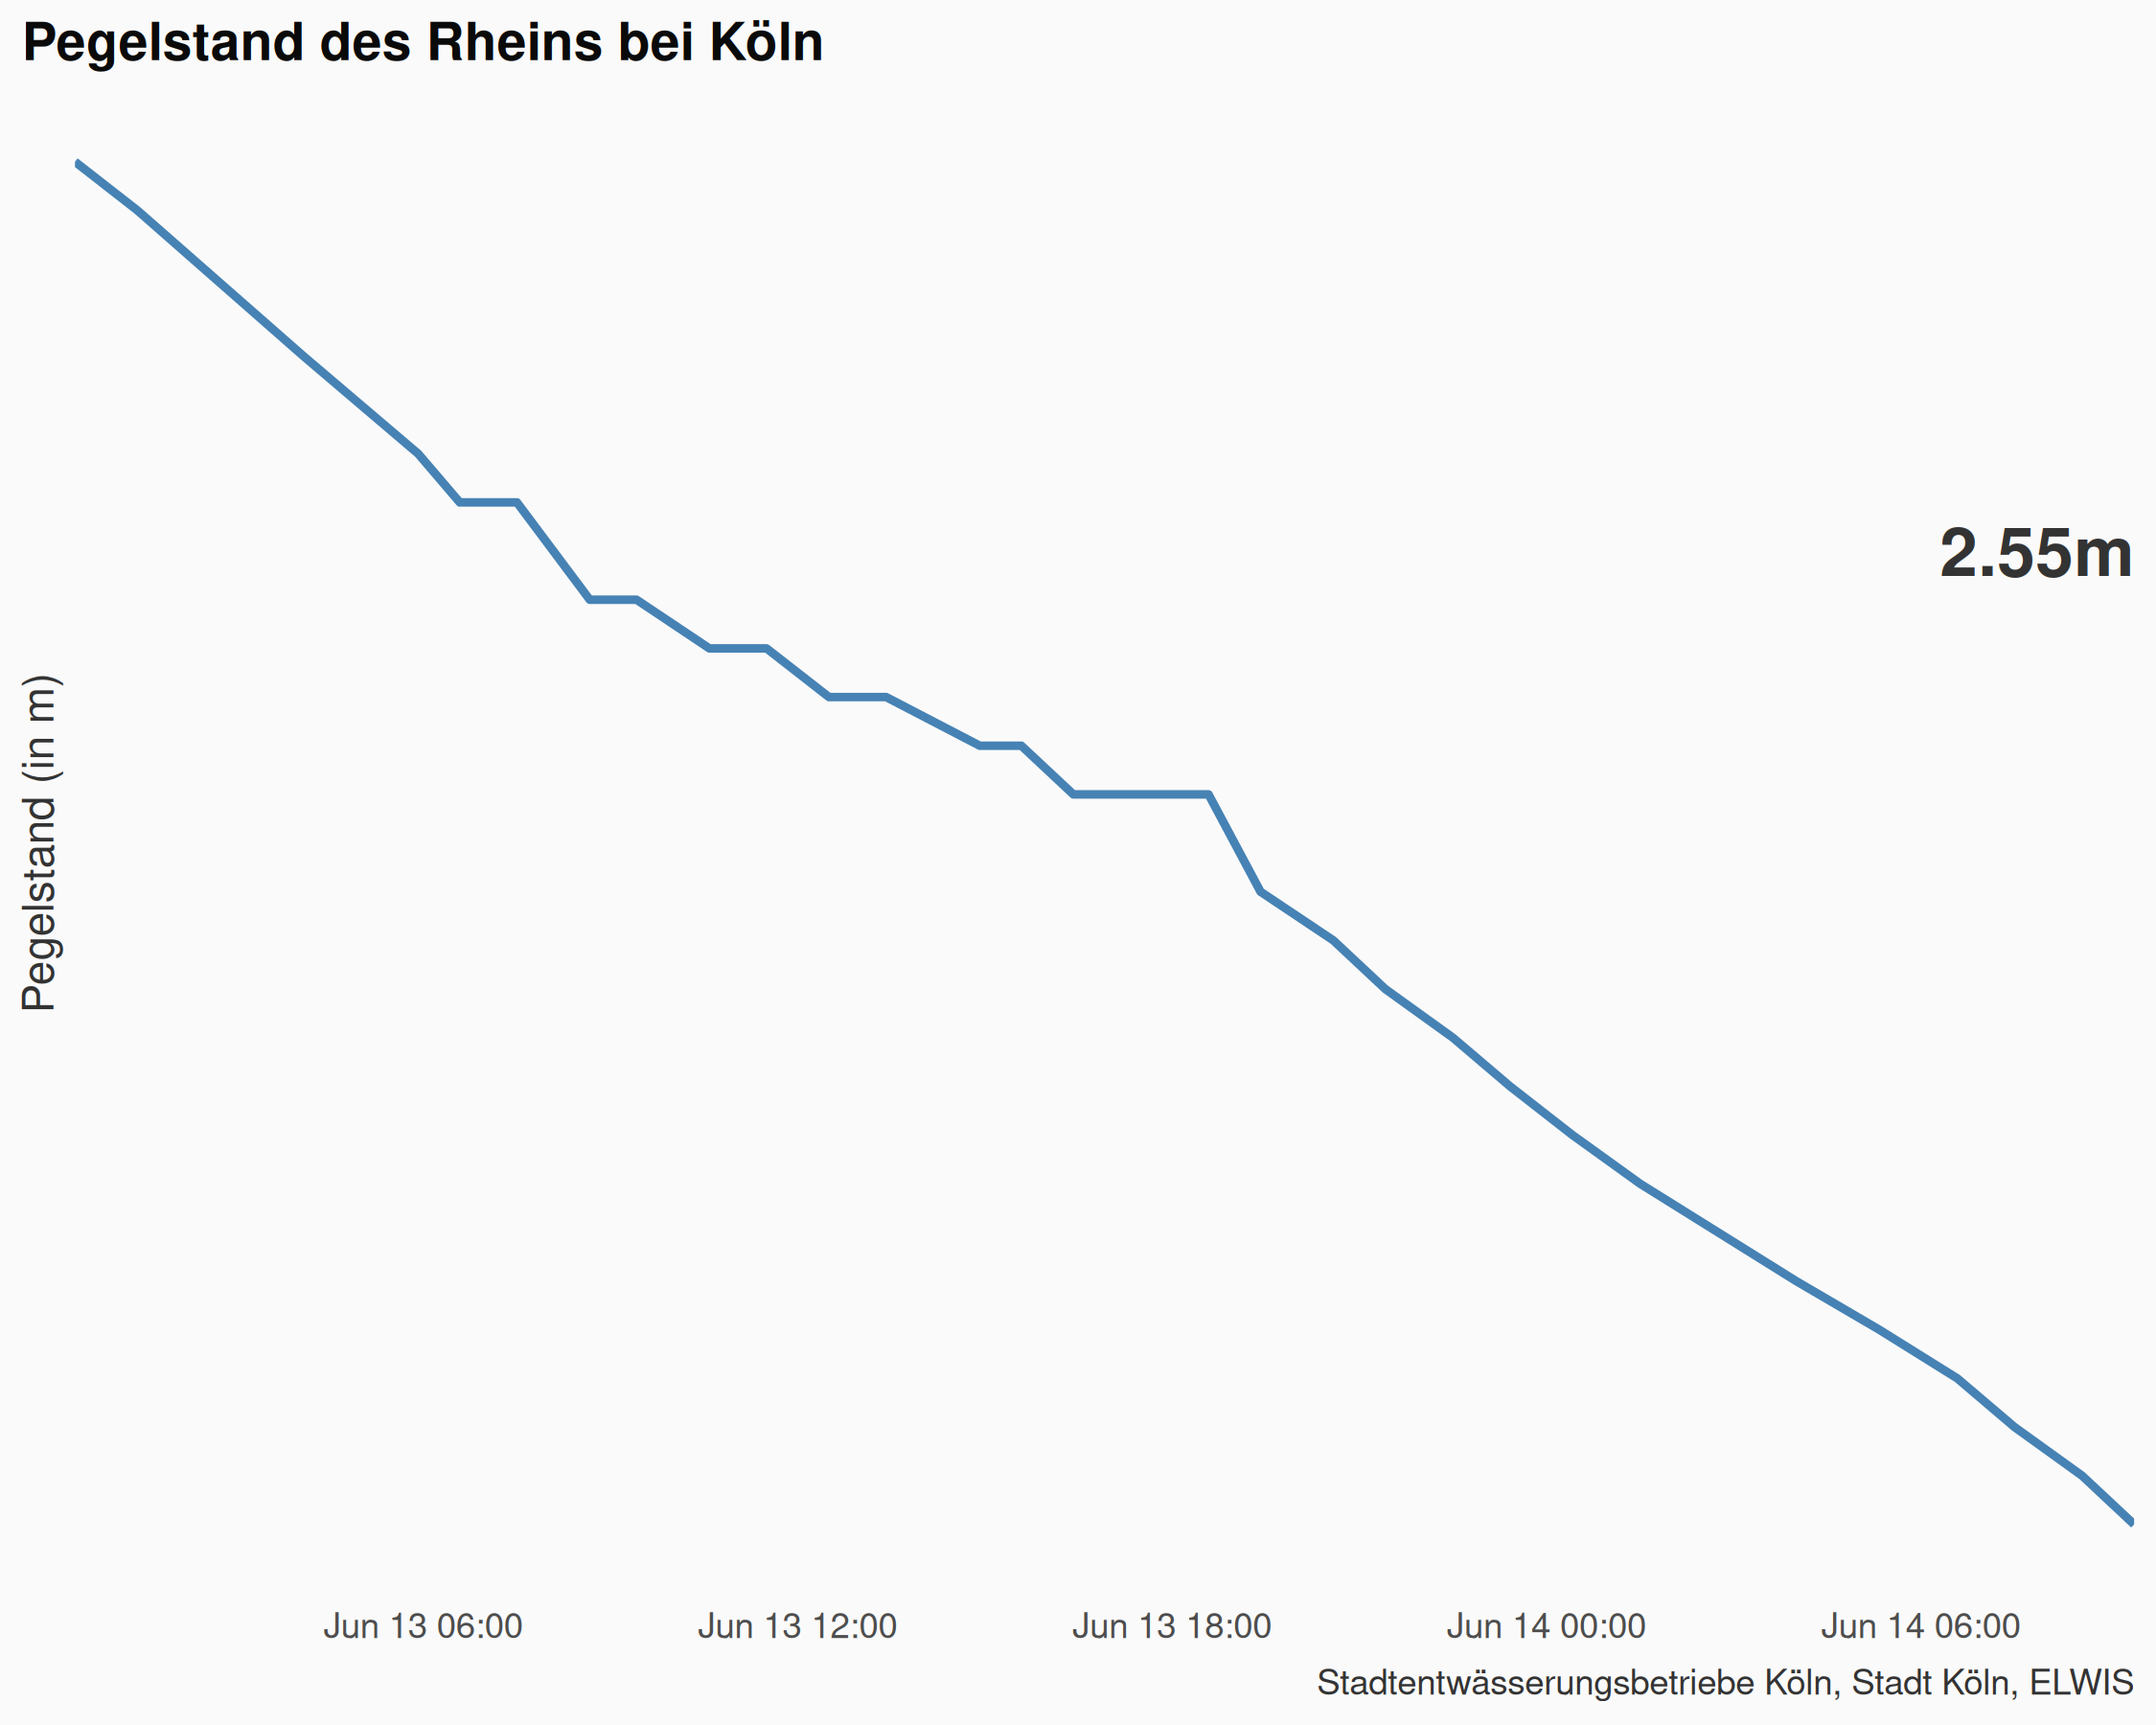 Pegelstand des Rheins bei Köln
2.55m
Pegelstand (in m)
Jun 13 06:00
Jun 13 12:00
Jun 13 18:00
Jun 14 00:00
Jun 14 06:00
Stadtentwässerungsbetriebe Köln, Stadt Köln, ELWIS